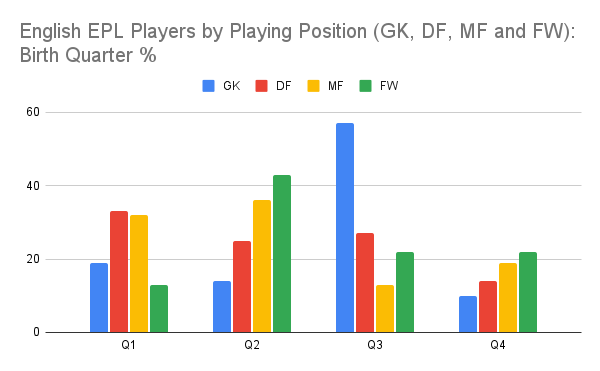 English EPL Players by Playing Position (GK, DF, MF and FW):
Birth Quarter %
GK DF MF FW
60
40
20
0
Q1 Q2 Q3 Q4